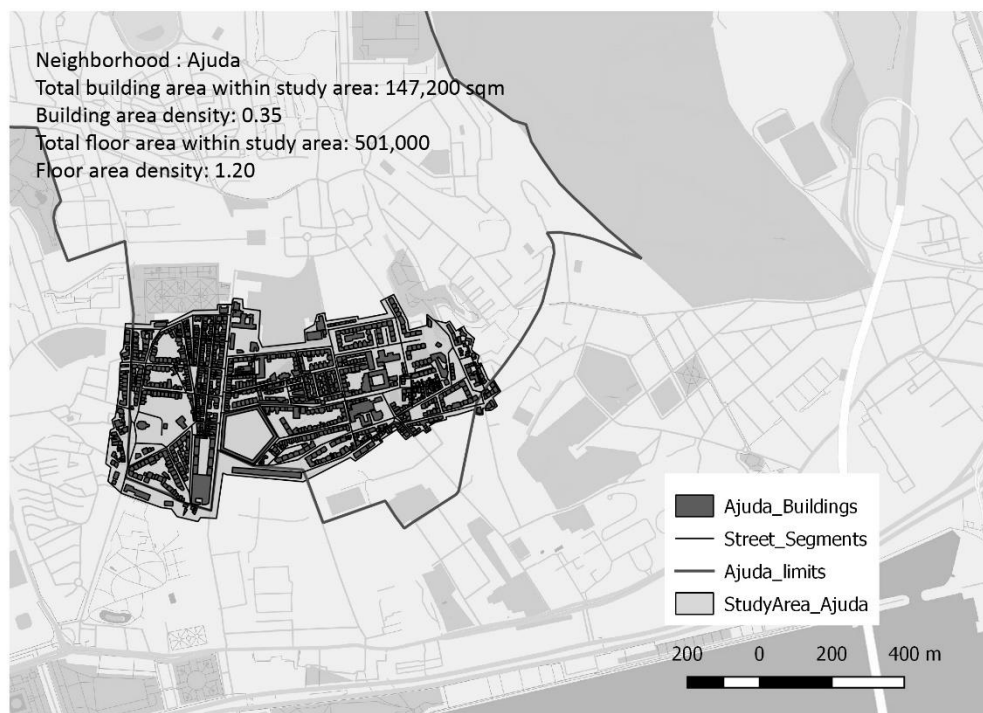 Neighborhood : Ajuda
Total building area within study area: 147,200 sqm
Building area density: 0.35
Total floor area within study area: 501,000
Floor area density: 1.20
Ajuda_Buildings
Street_Segments
Ajuda_limits
StudyArea_Ajuda
200 0 200 400 m